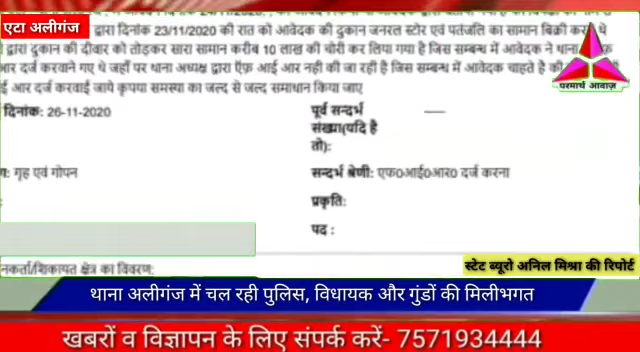 एटा अलीगंज
द्वारा दिनांक 23/11/2020 की रात को आवेदक की दुकान जनरल स्टोर एवं पतंजलि का सामान बिक्री करते थे
द्वारा दुकान की दीवार को तोड़कर सारा सामान करीब 10 लाख की चोरी कर लिया गया है जिस सम्बन्ध में आवेदक ने थाना
आर दर्ज करवाने गए थे जहाँ पर थाना अध्यक्ष द्वारा ऍफ़ आई आर नही की जा रही है जिस सम्बन्ध में आवेदक चाहते है की
ई आर दर्ज करवाई जाये कृपया समस्या का जल्द से जल्द समाधान किया जाए
परमार्थ आवाज़
दिनांक: 26-11-2020
पूर्व सन्दर्भ
संख्या(यदि है
तो):
गृह एवं गोपन
सन्दर्भ श्रेणी: एफ0आई0आर0 दर्ज करना
प्रकृति:
पद :
नकर्ता/शिकायत क्षेत्र का विवरण:
स्टेट ब्यूरो अनिल मिश्रा की रिपोर्ट
थाना अलीगंज में चल रही पुलिस, विधायक और गुंडों की मिलीभगत
खबरों व विज्ञापन के लिए संपर्क करें- 7571934444